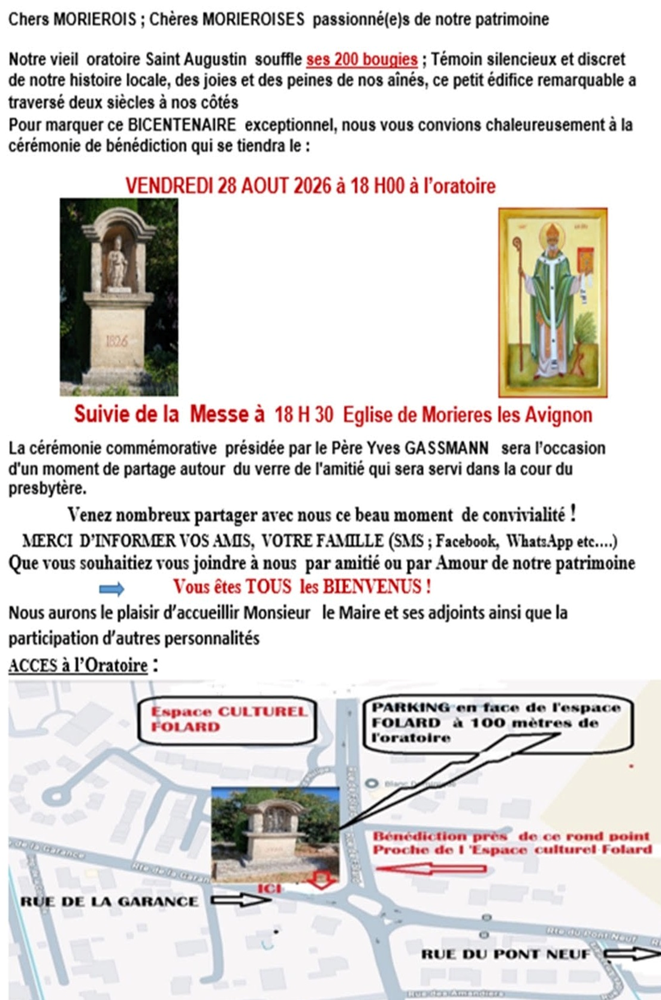 Chers MORIEROIS ; Chères MORIEROISES passionné(e)s de notre patrimoine
Notre vieil oratoire Saint Augustin souffle ses 200 bougies ; Témoin silencieux et discret
de notre histoire locale, des joies et des peines de nos aînés, ce petit édifice remarquable a
traversé deux siècles à nos côtés
Pour marquer ce BICENTENAIRE exceptionnel, nous vous convions chaleureusement à la
cérémonie de bénédiction qui se tiendra le :
VENDREDI 28 AOUT 2026 à 18 H00 à l’oratoire
1826
Suivie de la Messe à 18 H 30 Eglise de Morieres les Avignon
La cérémonie commémorative présidée par le Père Yves GASSMANN sera l’occasion
d'un moment de partage autour du verre de l'amitié qui sera servi dans la cour du
presbytère.
Venez nombreux partager avec nous ce beau moment de convivialité !
MERCI D’INFORMER VOS AMIS, VOTRE FAMILLE (SMS ; Facebook, WhatsApp etc….)
Que vous souhaitiez vous joindre à nous par amitié ou par Amour de notre patrimoine
Vous êtes TOUS les BIENVENUS !
Nous aurons le plaisir d’accueillir Monsieur le Maire et ses adjoints ainsi que la
participation d’autres personnalités
ACCES à l’Oratoire :
Espace CULTUREL
FOLARD
PARKING en face de l'espace
FOLARD à 100 mètres de
l'oratoire
Bénédiction près de ce rond point
Proche de l 'Espace culturel Folard
de la Garance
Rte de la Garan
ICI
RUE DE LA GARANCE
Rte du Pont Neuf
RUE DU PONT NEUF
Rue des Amandiers